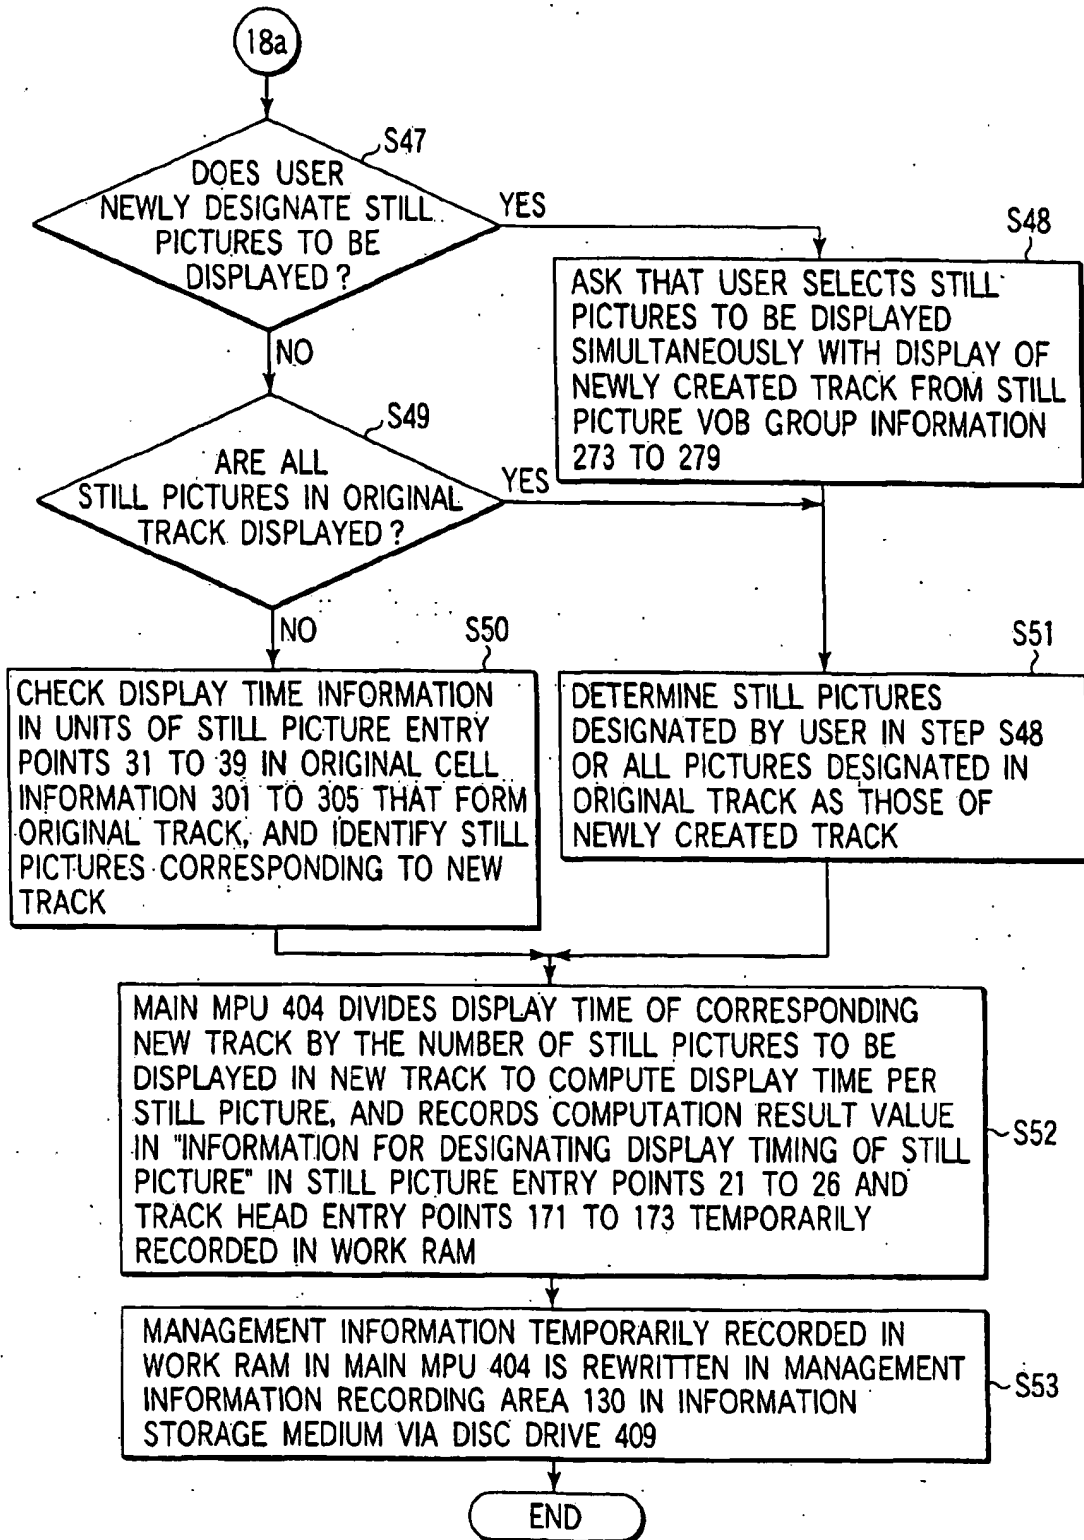 18a
S47
DOES USER
NEWLY DESIGNATE STILL
PICTURES TO BE
DISPLAYED?
YES
NO
S48
ASK THAT USER SELECTS STILL
PICTURES TO BE DISPLAYED
SIMULTANEOUSLY WITH DISPLAY OF
NEWLY CREATED TRACK FROM STILL
PICTURE VOB GROUP INFORMATION
273 TO 279
S49
ARE ALL
STILL PICTURES IN ORIGINAL
TRACK DISPLAYED?
YES
NO
S50
CHECK DISPLAY TIME INFORMATION
IN UNITS OF STILL PICTURE ENTRY
POINTS 31 TO 39 IN ORIGINAL CELL
INFORMATION 301 TO 305 THAT FORM
ORIGINAL TRACK, AND IDENTIFY STILL
PICTURES CORRESPONDING TO NEW
TRACK
S51
DETERMINE STILL PICTURES
DESIGNATED BY USER IN STEP S48
OR ALL PICTURES DESIGNATED IN
ORIGINAL TRACK AS THOSE OF
NEWLY CREATED TRACK
MAIN MPU 404 DIVIDES DISPLAY TIME OF CORRESPONDING
NEW TRACK BY THE NUMBER OF STILL PICTURES TO BE
DISPLAYED IN NEW TRACK TO COMPUTE DISPLAY TIME PER
STILL PICTURE, AND RECORDS COMPUTATION RESULT VALUE
IN "INFORMATION FOR DESIGNATING DISPLAY TIMING OF STILL
PICTURE" IN STILL PICTURE ENTRY POINTS 21 TO 26 AND
TRACK HEAD ENTRY POINTS 171 TO 173 TEMPORARILY
RECORDED IN WORK RAM
S52
MANAGEMENT INFORMATION TEMPORARILY RECORDED IN
WORK RAM IN MAIN MPU 404 IS REWRITTEN IN MANAGEMENT
INFORMATION RECORDING AREA 130 IN INFORMATION
STORAGE MEDIUM VIA DISC DRIVE 409
S53
END